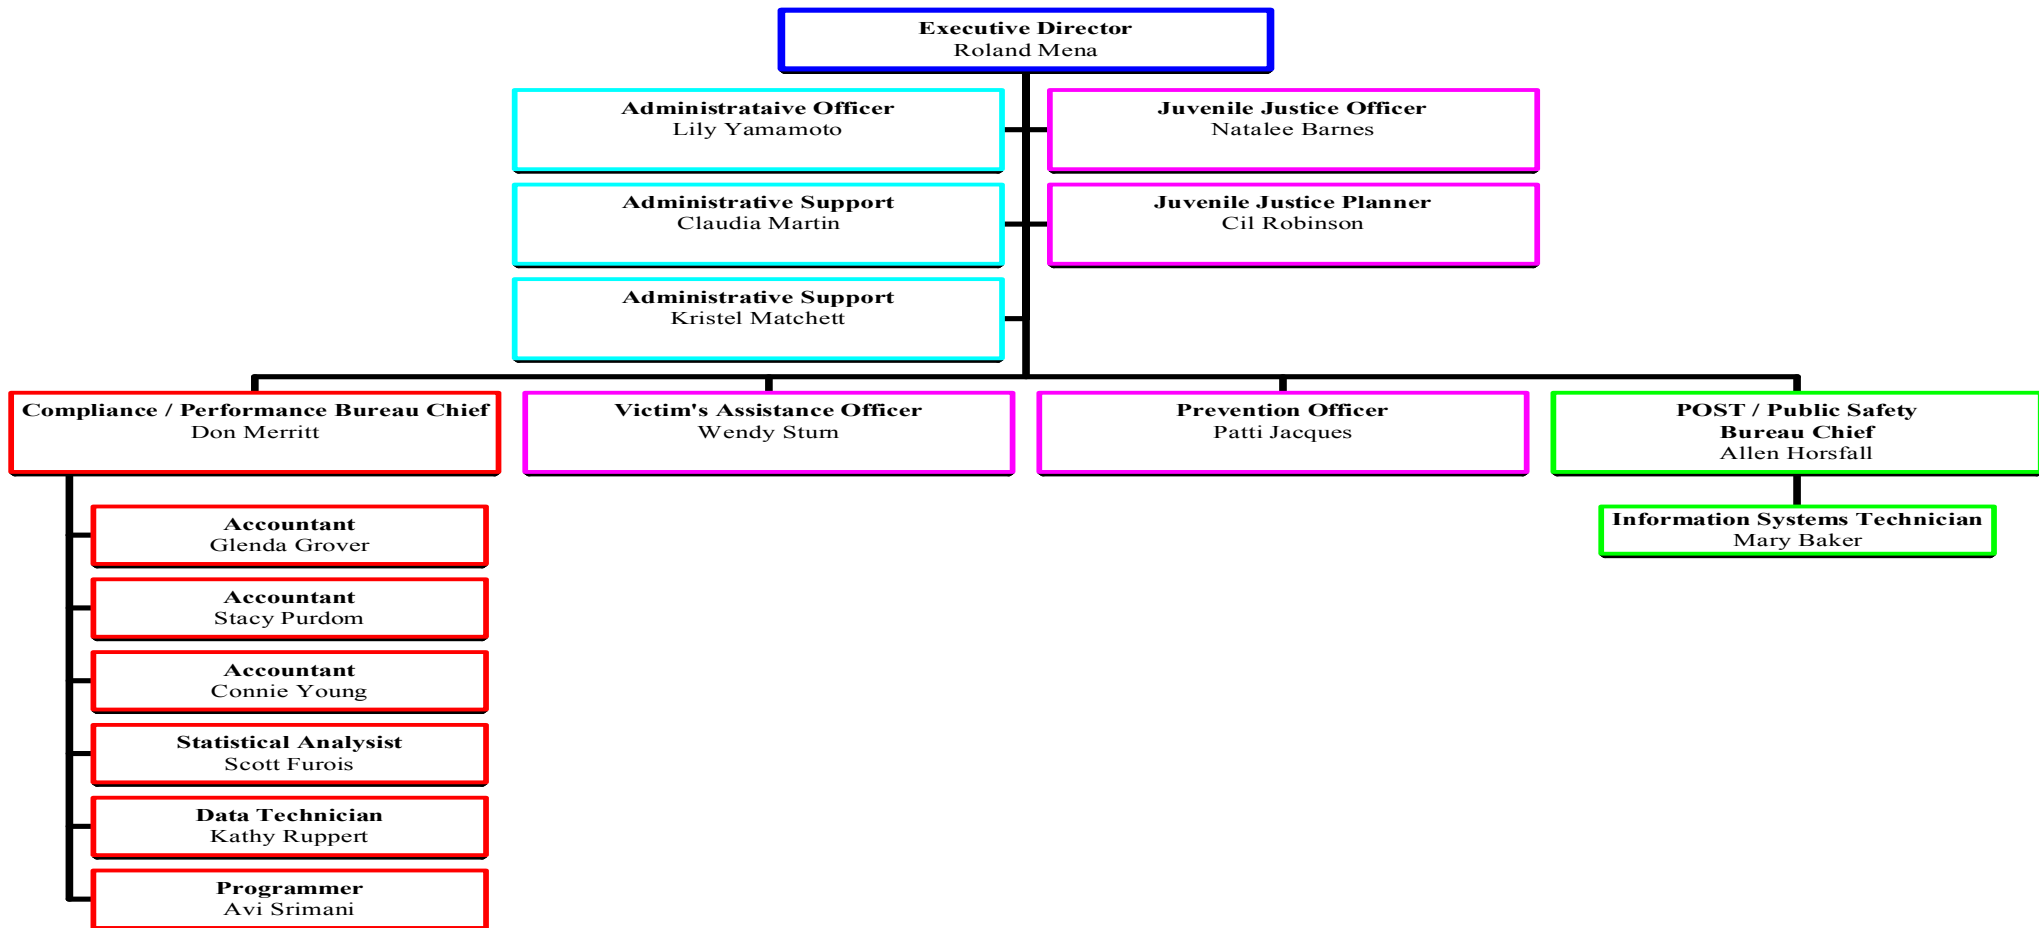 Executive Director
Roland Mena
Administrataive Officer
Lily Yamamoto
Juvenile Justice Officer
Natalee Barnes
Administrative Support
Claudia Martin
Juvenile Justice Planner
Cil Robinson
Administrative Support
Kristel Matchett
Compliance / Performance Bureau Chief
Don Merritt
Victim's Assistance Officer
Wendy Sturn
Prevention Officer
Patti Jacques
POST / Public Safety
Bureau Chief
Allen Horsfall
Accountant
Glenda Grover
Accountant
Stacy Purdom
Accountant
Connie Young
Statistical Analysist
Scott Furois
Data Technician
Kathy Ruppert
Programmer
Avi Srimani
Information Systems Technician
Mary Baker